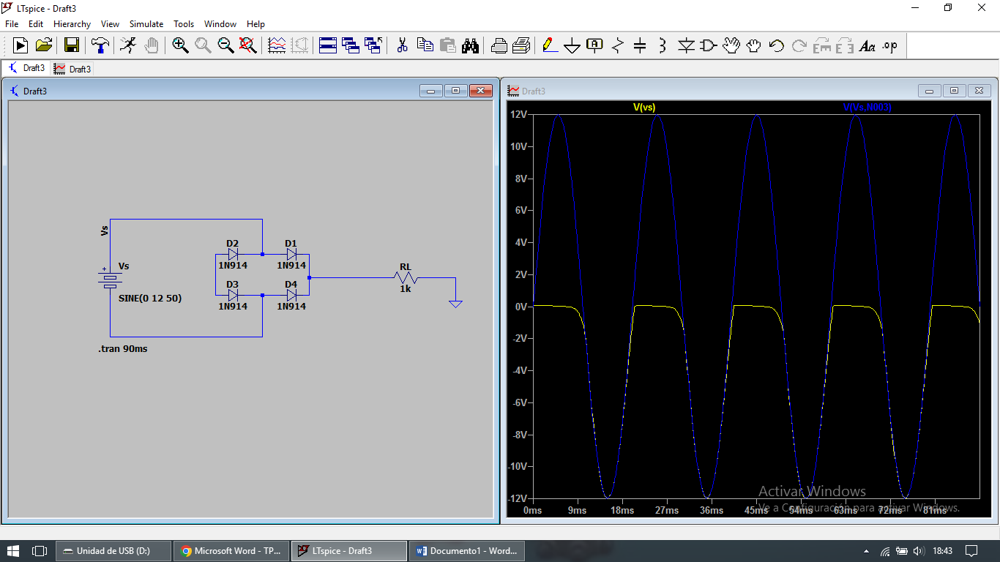 LTspice - Draft3
File Edit Hierarchy View Simulate Tools Window Help
Draft3 Draft3
Draft3
Vs
Vs
SINE(0 12 50)
.tran 90ms
D2 D1
1N914 1N914
D3 D4
1N914 1N914
RL
1k
Draft3
V(vs) V(Vs,N003)
12V
10V
8V
6V
4V
2V
0V
-2V
-4V
-6V
-8V
-10V
-12V
0ms 9ms 18ms 27ms 36ms 45ms 54ms 63ms 72ms 81ms
Activar Windows
Ve a Configuración para activar Windows.
Unidad de USB (D:) Microsoft Word - TP... LTspice - Draft3 Documento1 - Word... 18:43